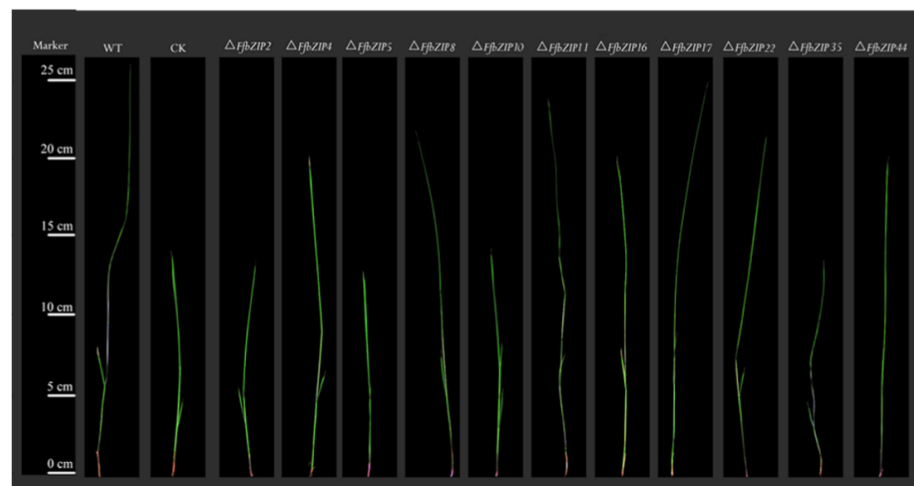 Marker WT CK △FfbZIP2 △FfbZIP4 △FfbZIP5 △FfbZIP8 △FfbZIP10 △FfbZIP11 △FfbZIP16 △FfbZIP17 △FfbZIP22 △FfbZIP35 △FfbZIP44
25 cm
20 cm
15 cm
10 cm
5 cm
0 cm